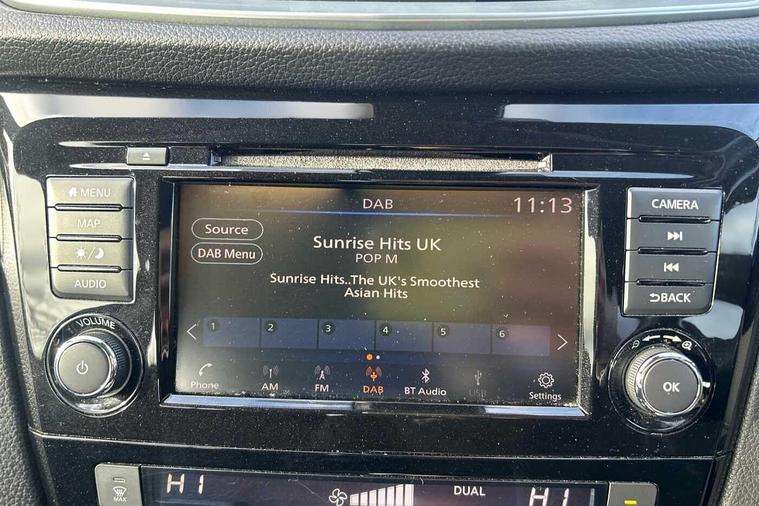 MENU
MAP
AUDIO
VOLUME
DAB
11:13
Source
DAB Menu
Sunrise Hits UK
POP M
Sunrise Hits..The UK's Smoothest
Asian Hits
1 2 3 4 5 6
Phone
AM
FM
DAB
BT Audio
USB
Settings
CAMERA
BACK
OK
MAX
HI
DUAL
HI